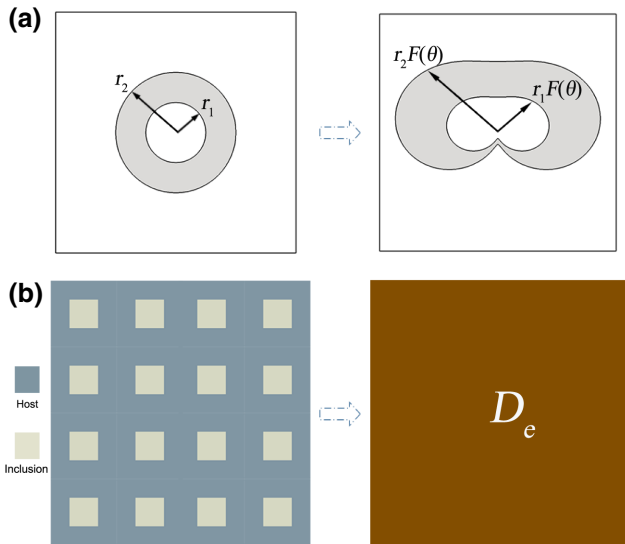 (a)
r₂
r₁
r₂F(θ)
r₁F(θ)
(b)
Host
Inclusion
Dₑ